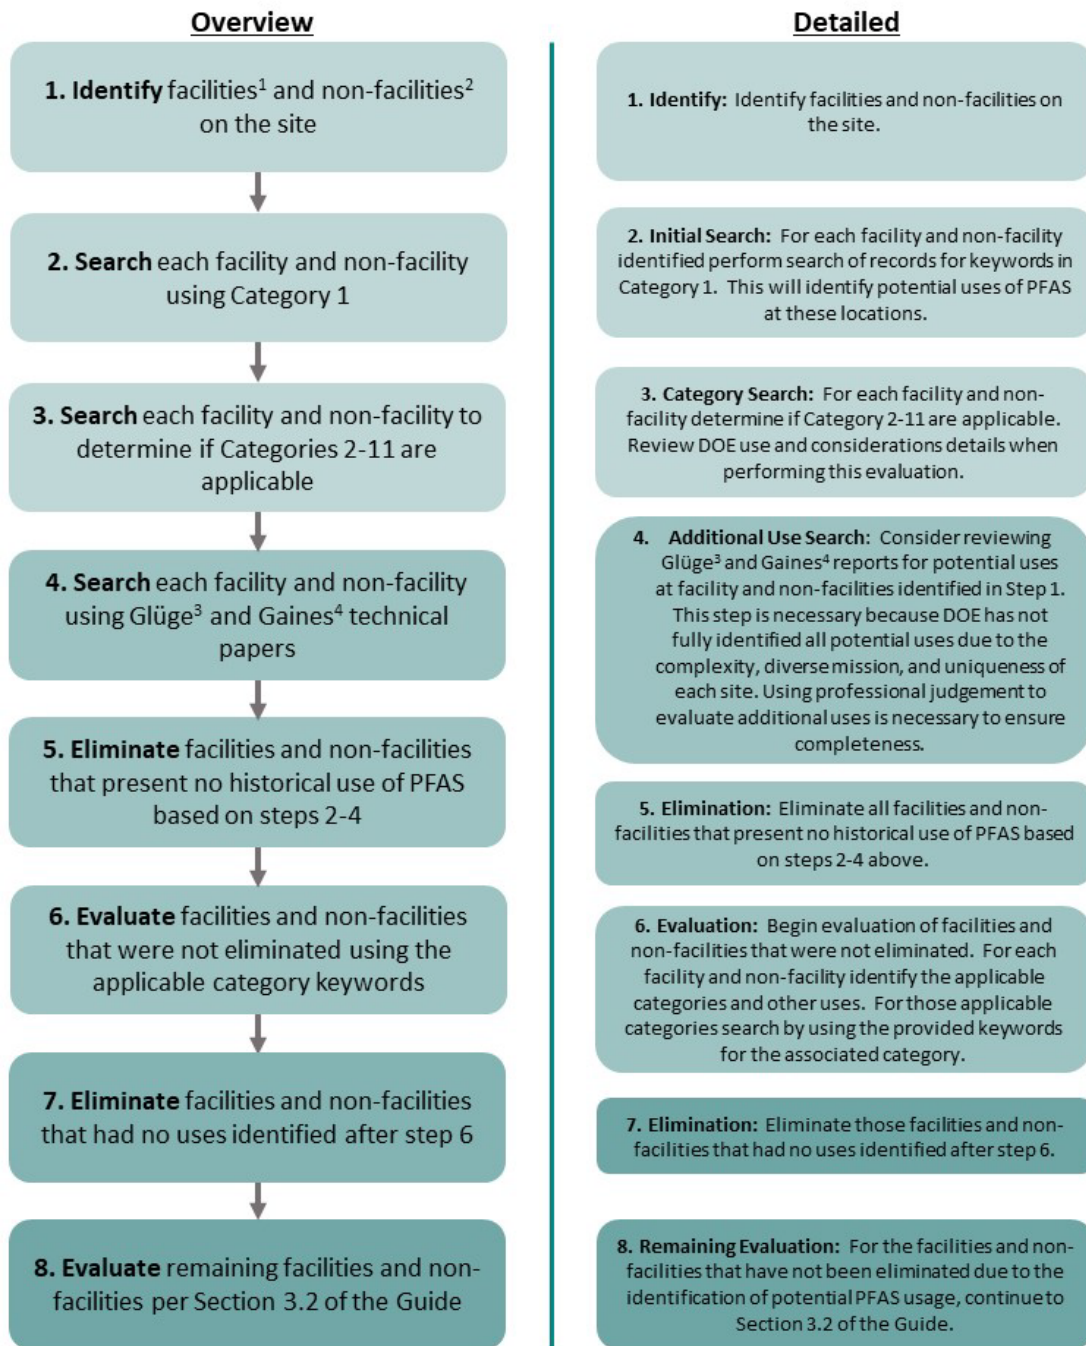 Overview
1. Identify facilities¹ and non-facilities²
on the site
2. Search each facility and non-facility
using Category 1
3. Search each facility and non-facility to
determine if Categories 2-11 are
applicable
4. Search each facility and non-facility
using Glüge³ and Gaines⁴ technical
papers
5. Eliminate facilities and non-facilities
that present no historical use of PFAS
based on steps 2-4
6. Evaluate facilities and non-facilities
that were not eliminated using the
applicable category keywords
7. Eliminate facilities and non-facilities
that had no uses identified after step 6
8. Evaluate remaining facilities and non-
facilities per Section 3.2 of the Guide
Detailed
1. Identify: Identify facilities and non-facilities on
the site.
2. Initial Search: For each facility and non-facility
identified perform search of records for keywords in
Category 1. This will identify potential uses of PFAS
at these locations.
3. Category Search: For each facility and non-
facility determine if Category 2-11 are applicable.
Review DOE use and considerations details when
performing this evaluation.
4. Additional Use Search: Consider reviewing
Glüge³ and Gaines⁴ reports for potential uses
at facility and non-facilities identified in Step 1.
This step is necessary because DOE has not
fully identified all potential uses due to the
complexity, diverse mission, and uniqueness of
each site. Using professional judgement to
evaluate additional uses is necessary to ensure
completeness.
5. Elimination: Eliminate all facilities and non-
facilities that present no historical use of PFAS based
on steps 2-4 above.
6. Evaluation: Begin evaluation of facilities and
non-facilities that were not eliminated. For each
facility and non-facility identify the applicable
categories and other uses. For those applicable
categories search by using the provided keywords
for the associated category.
7. Elimination: Eliminate those facilities and non-
facilities that had no uses identified after step 6.
8. Remaining Evaluation: For the facilities and non-
facilities that have not been eliminated due to the
identification of potential PFAS usage, continue to
Section 3.2 of the Guide.